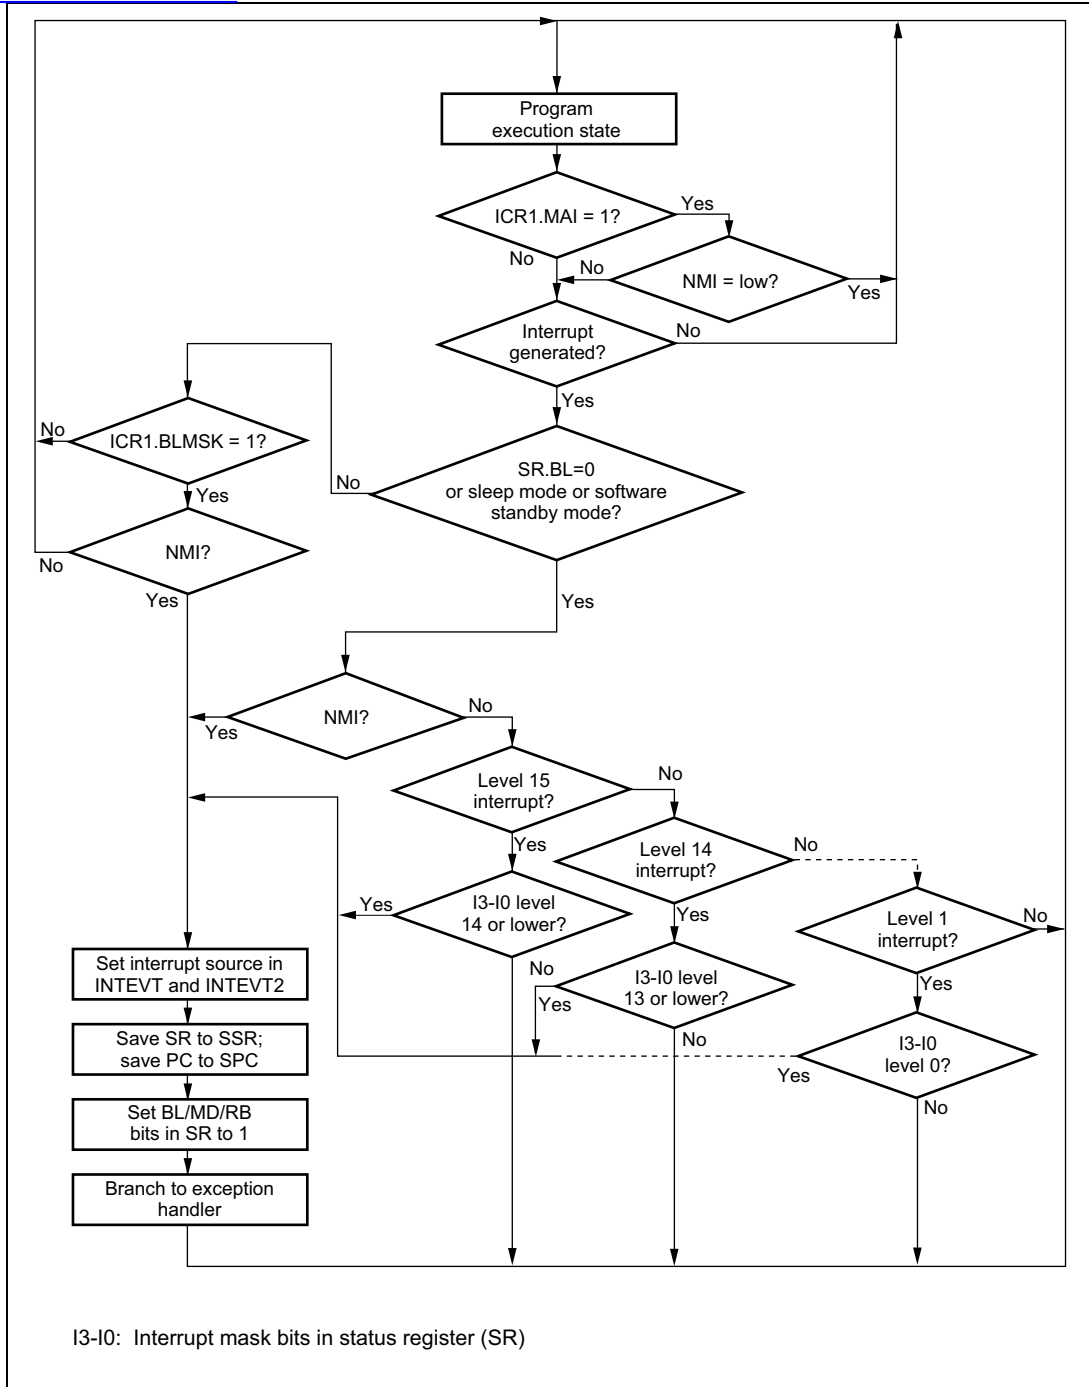 Program
execution state
ICR1.MAI = 1?
Yes
No
NMI = low?
No
Yes
Interrupt
generated?
No
Yes
ICR1.BLMSK = 1?
No
Yes
SR.BL=0
or sleep mode or software
standby mode?
No
Yes
NMI?
No
Yes
NMI?
No
Yes
Level 15
interrupt?
No
Yes
Level 14
interrupt?
No
Yes
I3-I0 level
14 or lower?
Yes
Level 1
interrupt?
No
Yes
I3-I0 level
13 or lower?
No
Yes
No
I3-I0
level 0?
Yes
No
Set interrupt source in
INTEVT and INTEVT2
Save SR to SSR;
save PC to SPC
Set BL/MD/RB
bits in SR to 1
Branch to exception
handler
I3-I0: Interrupt mask bits in status register (SR)